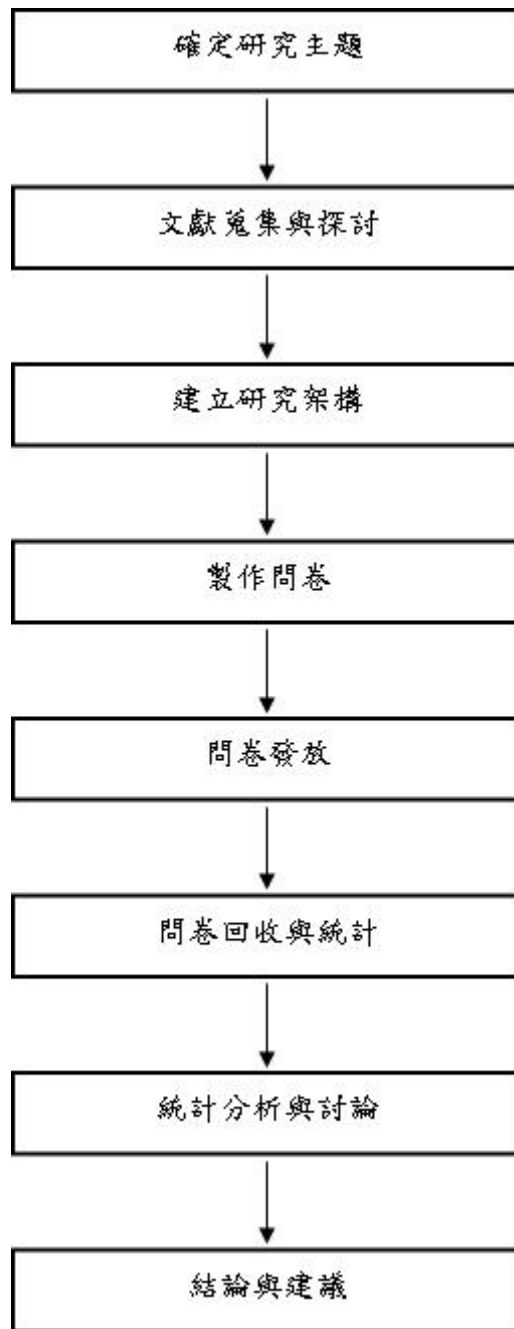 確定研究主題
文獻蒐集與探討
建立研究架構
製作問卷
問卷發放
問卷回收與統計
統計分析與討論
結論與建議